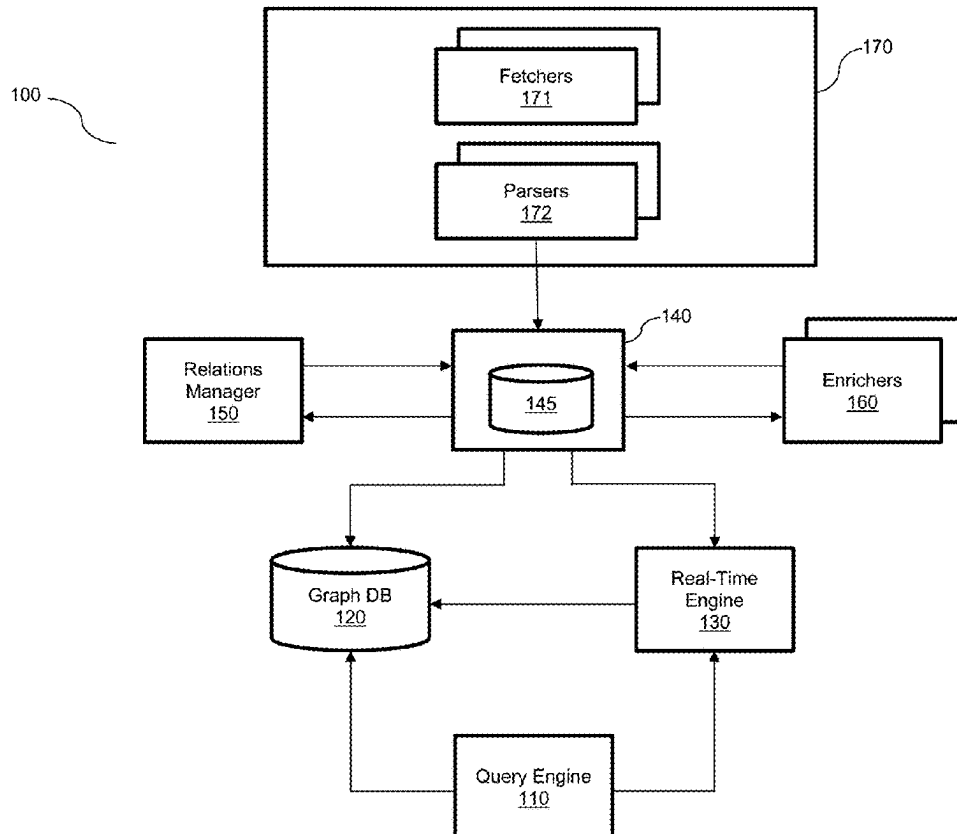 170
Fetchers
171
100
Parsers
172
140
Relations
Manager
150
145
Enrichers
160
Graph DB
120
Real-Time
Engine
130
Query Engine
110